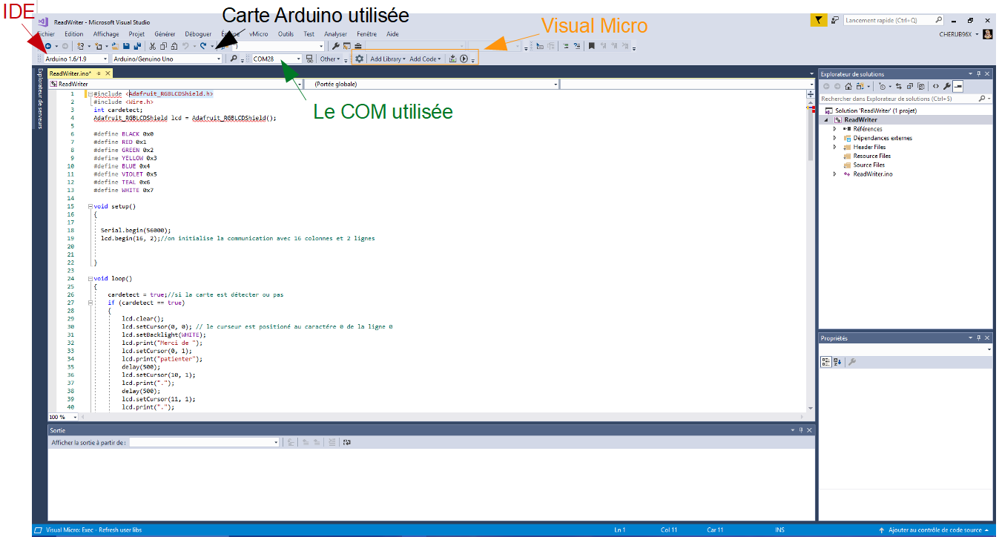 IDE
Carte Arduino utilisée
Visual Micro
ReadWriter - Microsoft Visual Studio
Lancement rapide (Ctrl+Q)
Edition Affichage Projet Générer Déboguer vMicro Outils Test Analyser Fenêtre Aide
CHERUB96X
Arduino 1.6/1.9 Arduino/Genuino Uno COM28 Other Add Library Add Code
Explorateur de serveurs
ReadWriter.ino*
ReadWriter (Portée globale)
Le COM utilisée
1 #include <Adafruit_RGBLCDShield.h>
2 #include <Wire.h>
3 int cardetect;
4 Adafruit_RGBLCDShield lcd = Adafruit_RGBLCDShield();
5
6 #define BLACK 0x0
7 #define RED 0x1
8 #define GREEN 0x2
9 #define YELLOW 0x3
10 #define BLUE 0x4
11 #define VIOLET 0x5
12 #define TEAL 0x6
13 #define WHITE 0x7
14
15 void setup()
16 {
17
18 Serial.begin(56000);
19 lcd.begin(16, 2);//on initialise la communication avec 16 colonnes et 2 lignes
20
21
22 }
23
24 void loop()
25 {
26 cardetect = true;//si la carte est détecter ou pas
27 if (cardetect == true)
28 {
29 lcd.clear();
30 lcd.setCursor(0, 0); // le curseur est positioné au caractére 0 de la ligne 0
31 lcd.setBacklight(WHITE);
32 lcd.print("Merci de ");
33 lcd.setCursor(0, 1);
34 lcd.print("patienter");
35 delay(500);
36 lcd.setCursor(10, 1);
37 lcd.print(".");
38 delay(500);
39 lcd.setCursor(11, 1);
40 lcd.print(".");
100 %
Explorateur de solutions
Rechercher dans Explorateur de solutions (Ctrl+$)
Solution 'ReadWriter' (1 projet)
ReadWriter
Références
Dépendances externes
Header Files
Resource Files
Source Files
ReadWriter.ino
Propriétés
Sortie
Afficher la sortie à partir de :
Visual Micro: Exec - Refresh user libs
Ln 1 Col 11 Car 11 INS
Ajouter au contrôle de code source